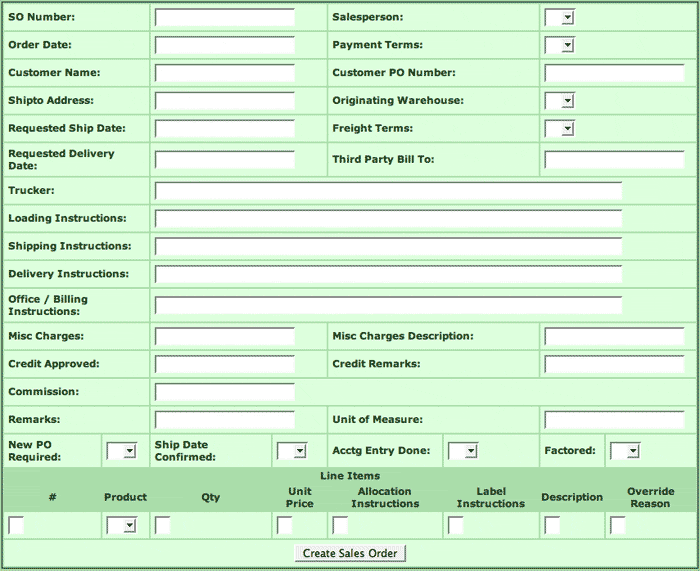 SO Number: Salesperson:
Order Date: Payment Terms:
Customer Name: Customer PO Number:
Shipto Address: Originating Warehouse:
Requested Ship Date: Freight Terms:
Requested Delivery
Date: Third Party Bill To:
Trucker:
Loading Instructions:
Shipping Instructions:
Delivery Instructions:
Office / Billing
Instructions:
Misc Charges: Misc Charges Description:
Credit Approved: Credit Remarks:
Commission:
Remarks: Unit of Measure:
New PO
Required:
Ship Date
Confirmed:
Acctg Entry Done:
Factored:
Line Items
#
Product
Qty
Unit
Price
Allocation
Instructions
Label
Instructions
Description
Override
Reason
Create Sales Order